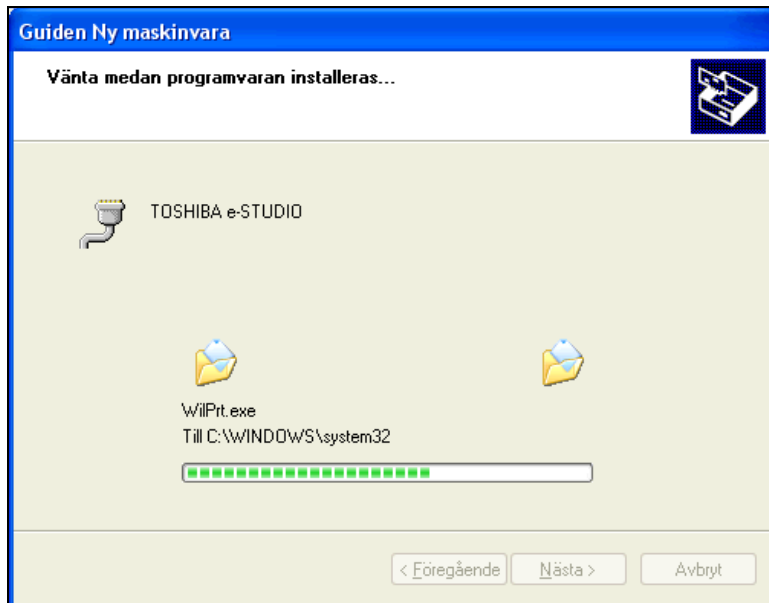 Guiden Ny maskinvara
Vänta medan programvaran installeras...
TOSHIBA e-STUDIO
WilPrt.exe
Till C:\WINDOWS\system32
< Föregående
Nästa >
Avbryt